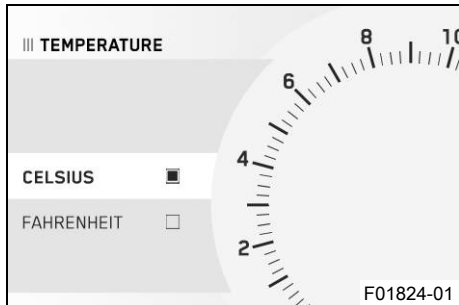 TEMPERATURE
8
10
6
CELSIUS
4
FAHRENHEIT
2
F01824-01